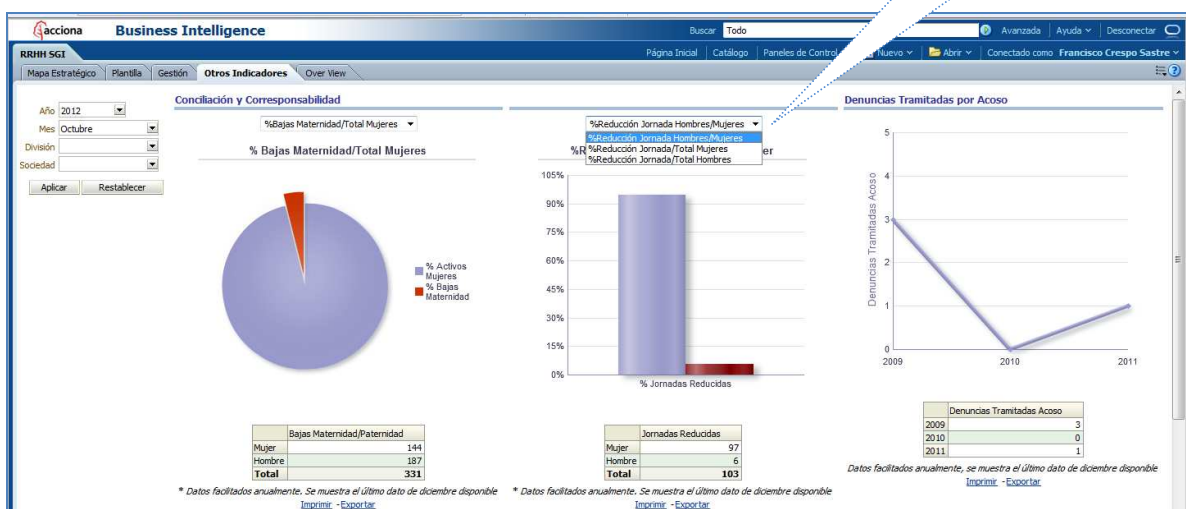 acciona Business Intelligence
Buscar Todo Avanzada Ayuda Desconectar
RRHH SGI
Página Inicial Catálogo Paneles de Control Nuevo Abrir Conectado como Francisco Crespo Sastre
Mapa Estratégico Plantilla Gestión Otros Indicadores Over View
Año 2012
Mes Octubre
División
Sociedad
Aplicar Restablecer
Conciliación y Corresponsabilidad
%Bajas Maternidad/Total Mujeres
% Bajas Maternidad/Total Mujeres
% Activos
Mujeres
% Bajas
Maternidad
Bajas Maternidad/Paternidad
Mujer 144
Hombre 187
Total 331
* Datos facilitados anualmente. Se muestra el último dato de diciembre disponible
Imprimir - Exportar
%Reducción Jornada Hombres/Mujeres
%Reducción Jornada Hombres/Mujeres
%Reducción Jornada/Total Mujeres
%Reducción Jornada/Total Hombres
%R er
105%
90%
75%
60%
45%
30%
15%
0%
% Jornadas Reducidas
Jornadas Reducidas
Mujer 97
Hombre 6
Total 103
* Datos facilitados anualmente. Se muestra el último dato de diciembre disponible
Imprimir - Exportar
Denuncias Tramitadas por Acoso
Denuncias Tramitadas Acoso
5
4
3
2
1
0
2009 2010 2011
Denuncias Tramitadas Acoso
2009 3
2010 0
2011 1
Datos facilitados anualmente, se muestra el último dato de diciembre disponible
Imprimir - Exportar